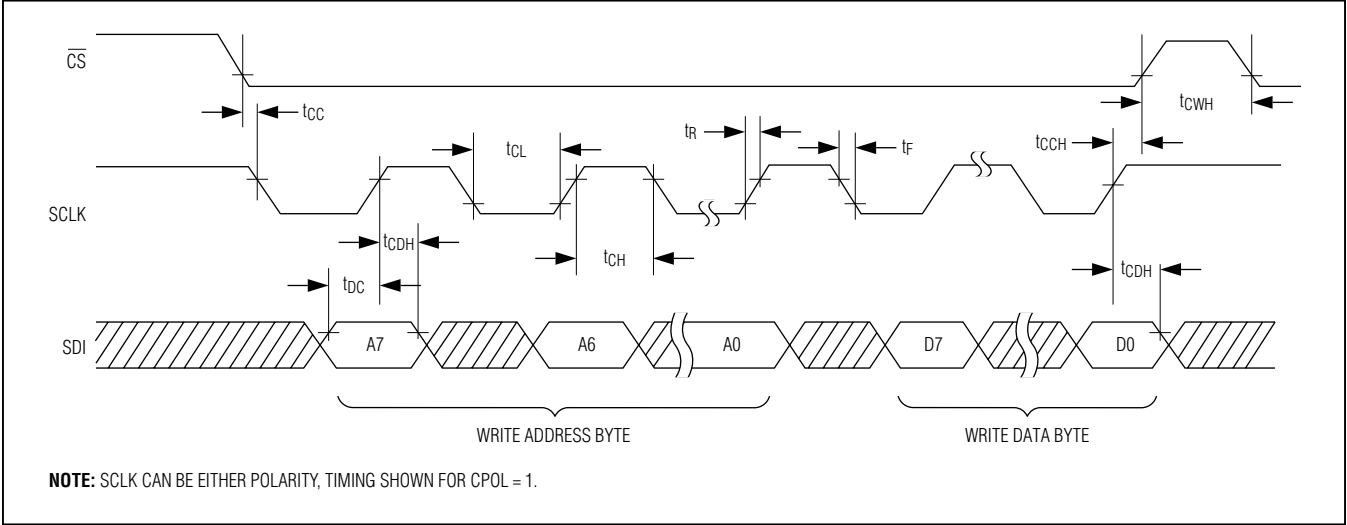 CS
tCC
tCWH
tR
tF
tCCH
tCL
SCLK
tCDH
tCH
tCDH
tDC
SDI
A7
A6
A0
D7
D0
WRITE ADDRESS BYTE
WRITE DATA BYTE
NOTE: SCLK CAN BE EITHER POLARITY, TIMING SHOWN FOR CPOL = 1.